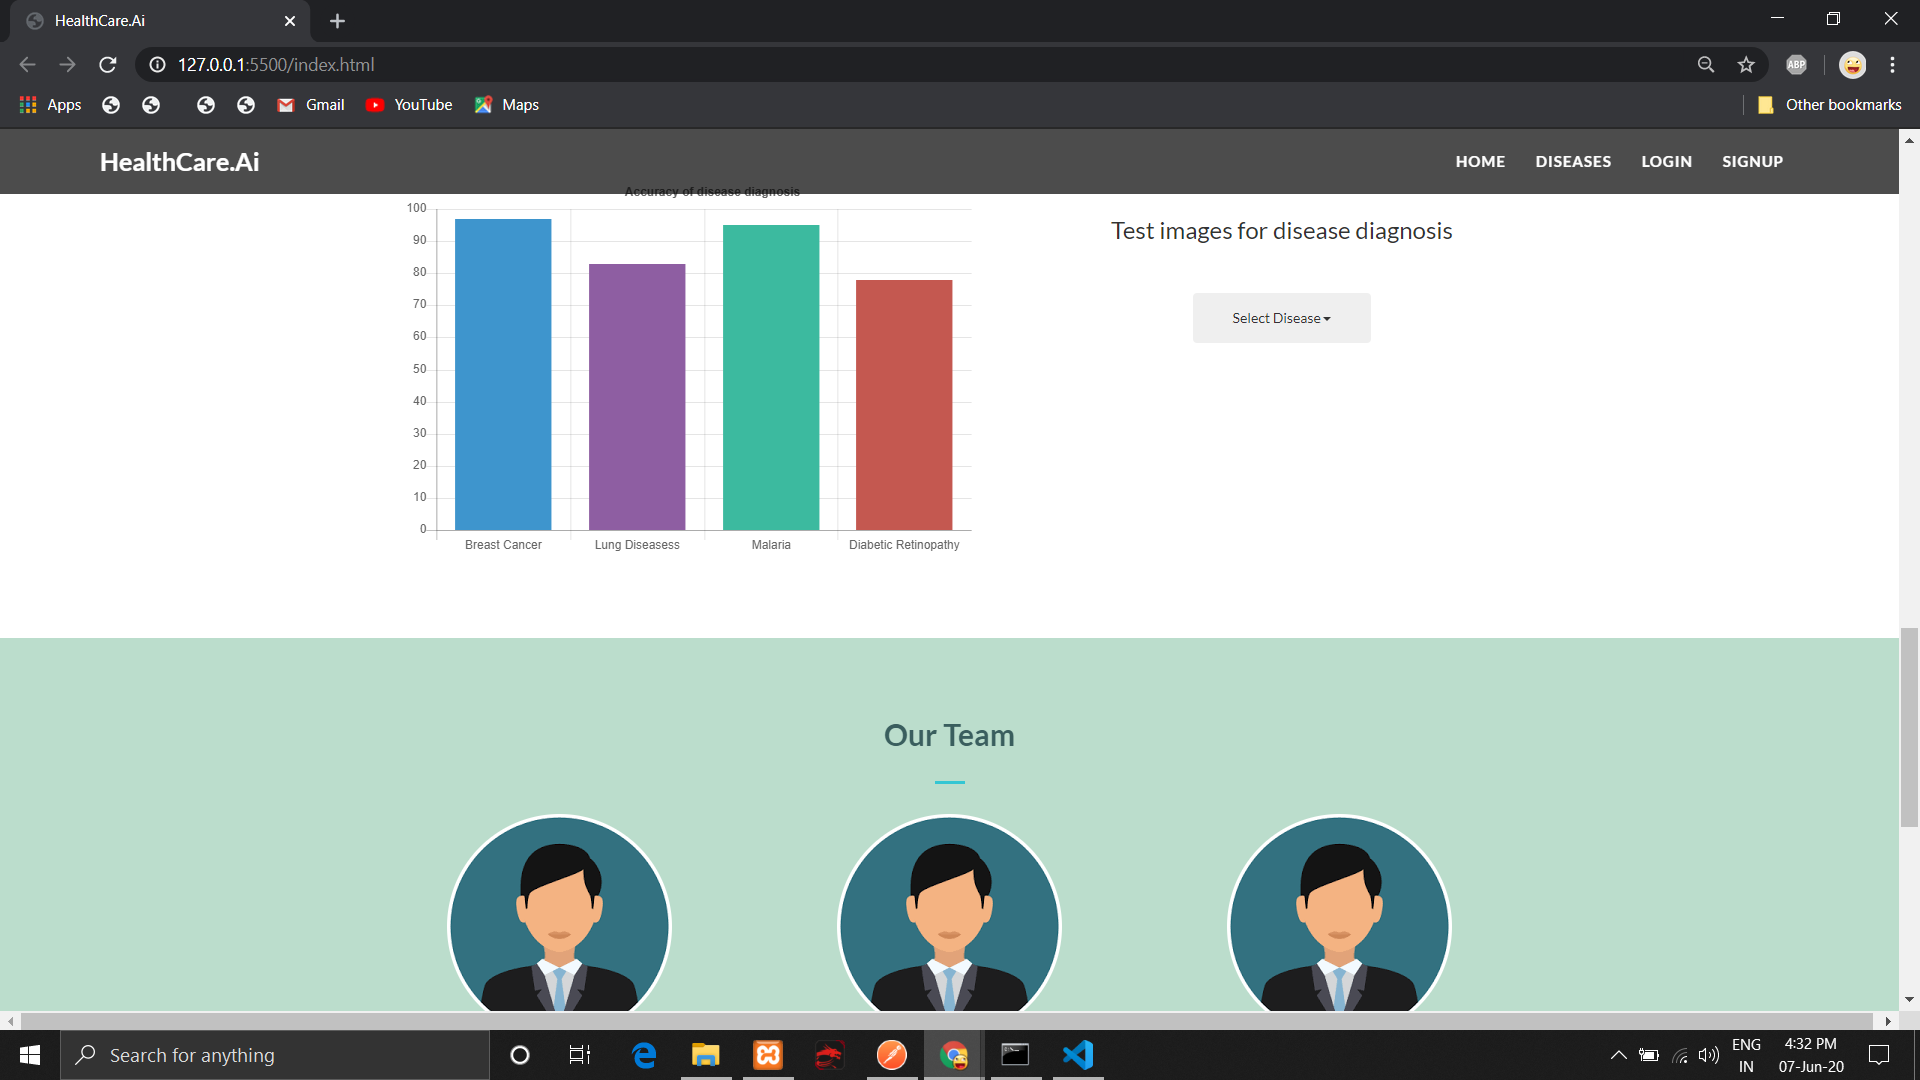 HealthCare.Ai
127.0.0.1:5500/index.html
ABP
Apps
Gmail
YouTube
Maps
Other bookmarks
HealthCare.Ai
HOME
DISEASES
LOGIN
SIGNUP
Accuracy of disease diagnosis
100
90
80
70
60
50
40
30
20
10
0
Breast Cancer
Lung Diseasess
Malaria
Diabetic Retinopathy
Test images for disease diagnosis
Select Disease
Our Team
Search for anything
ENG
IN
4:32 PM
07-Jun-20